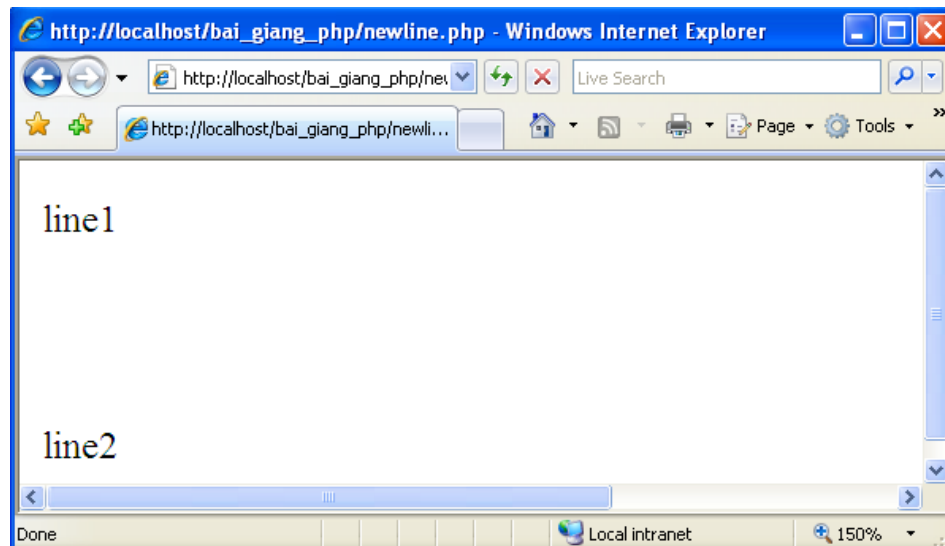 http://localhost/bai_giang_php/newline.php - Windows Internet Explorer
http://localhost/bai_giang_php/nev
Live Search
http://localhost/bai_giang_php/newli...
Page
Tools
»
line1
line2
Done
Local intranet
150%